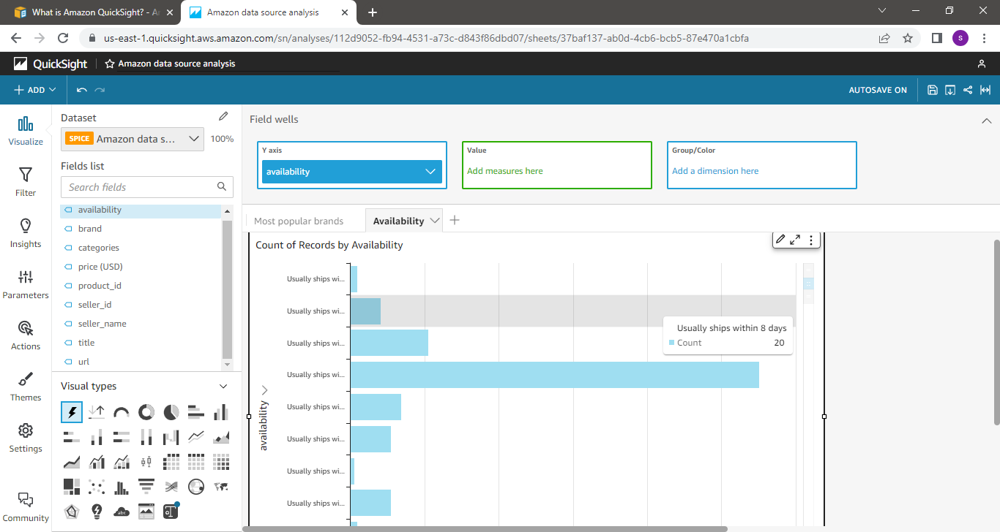 What is Amazon QuickSight? - A
Amazon data source analysis
us-east-1.quicksight.aws.amazon.com/sn/analyses/112d9052-fb94-4531-a73c-d843f86dbd07/sheets/37baf137-ab0d-4cb6-bcb5-87e470a1cbfa
S
QuickSight
Amazon data source analysis
ADD
AUTOSAVE ON
Visualize
Filter
Insights
Parameters
Actions
Themes
Settings
Community
Dataset
SPICE Amazon data s...
100%
Fields list
Search fields
availability
brand
categories
price (USD)
product_id
seller_id
seller_name
title
url
Visual types
abc
Field wells
Y axis
availability
Value
Add measures here
Group/Color
Add a dimension here
Most popular brands
Availability
Count of Records by Availability
availability
Usually ships wi...
Usually ships wi...
Usually ships wi...
Usually ships wi...
Usually ships wi...
Usually ships wi...
Usually ships wi...
Usually ships wi...
Usually ships within 8 days
Count 20